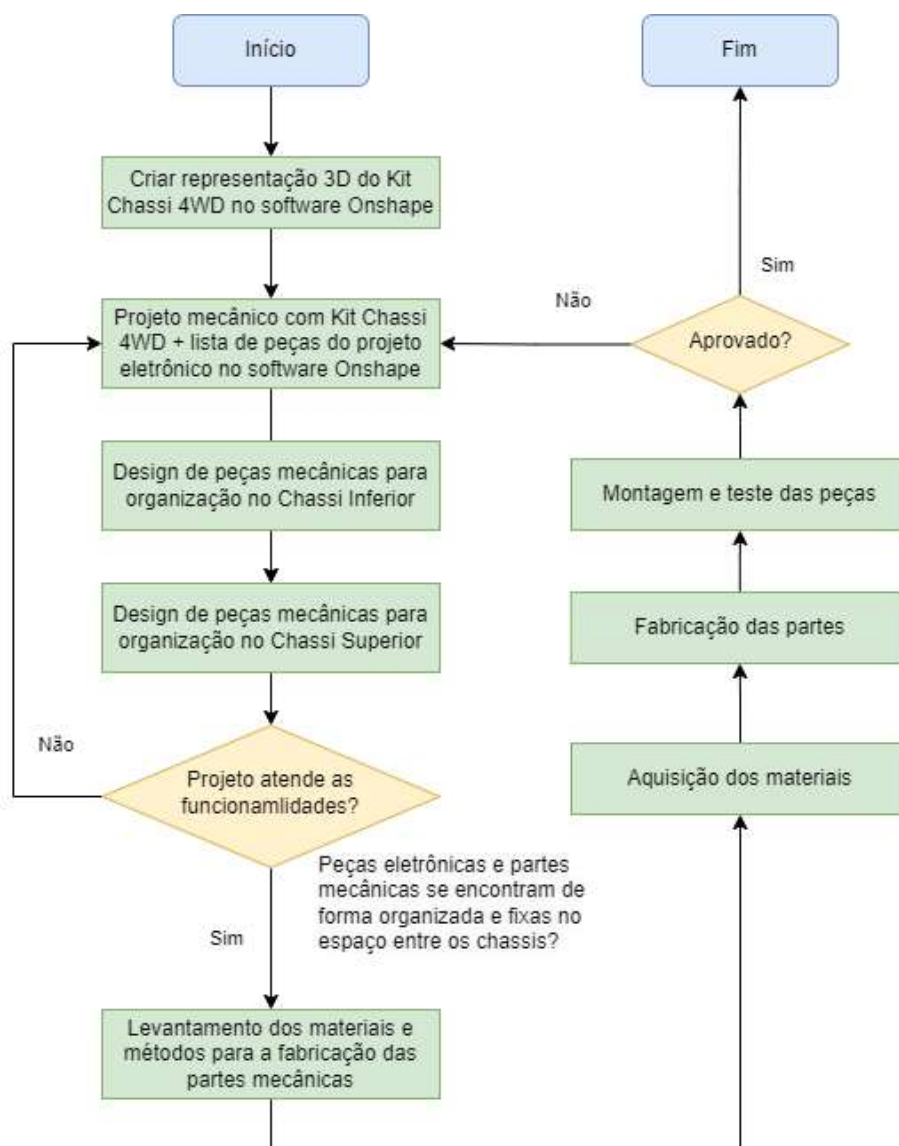 Início
Criar representação 3D do Kit
Chassi 4WD no software Onshape
Projeto mecânico com Kit Chassi
4WD + lista de peças do projeto
eletrônico no software Onshape
Design de peças mecânicas para
organização no Chassi Inferior
Design de peças mecânicas para
organização no Chassi Superior
Não
Projeto atende as
funcionamlidades?
Peças eletrônicas e partes
mecânicas se encontram de
forma organizada e fixas no
espaço entre os chassis?
Sim
Levantamento dos materiais e
métodos para a fabricação das
partes mecânicas
Aquisição dos materiais
Fabricação das partes
Montagem e teste das peças
Aprovado?
Não
Sim
Fim